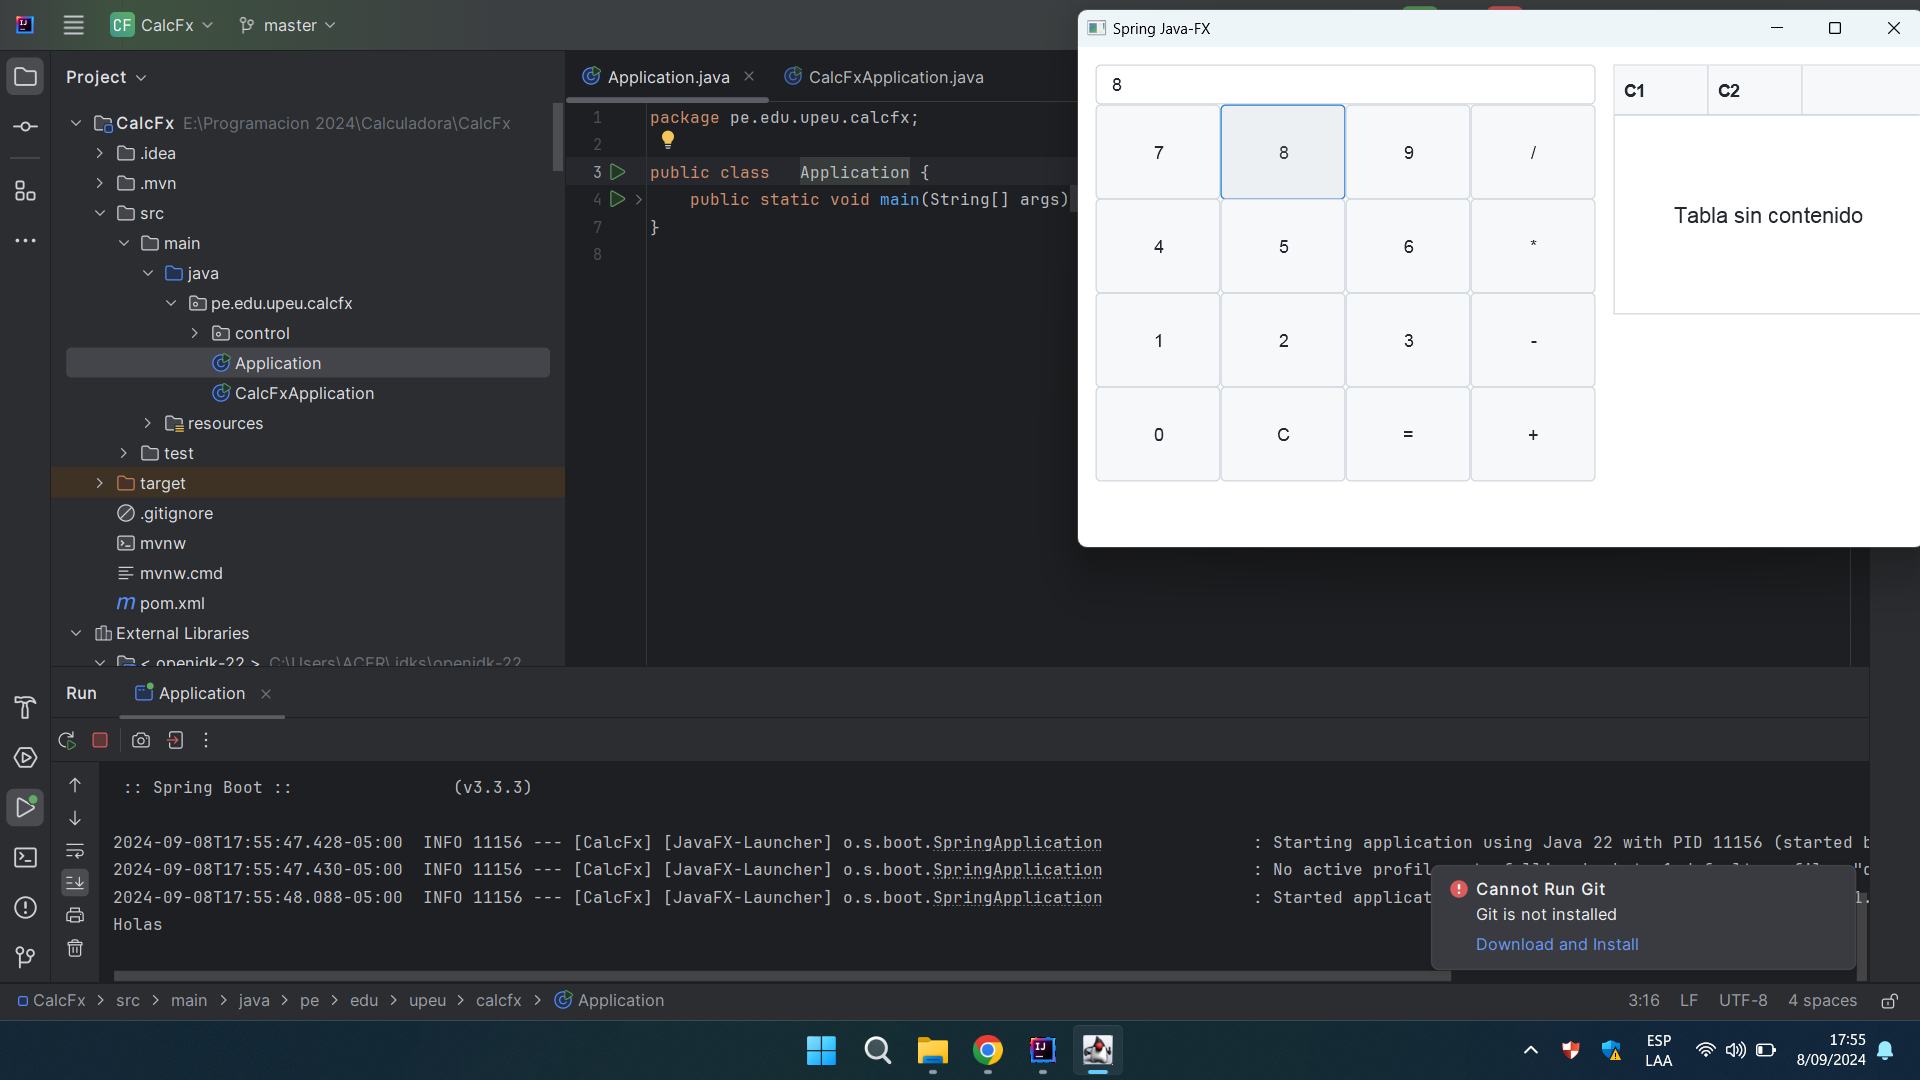 CF CalcFx master
Project
CalcFx E:\Programacion 2024\Calculadora\CalcFx
.idea
.mvn
src
main
java
pe.edu.upeu.calcfx
control
Application
CalcFxApplication
resources
test
target
.gitignore
mvnw
mvnw.cmd
m pom.xml
External Libraries
< openjdk-22 > C:\Users\ACER\.jdks\openjdk-22
Application.java CalcFxApplication.java
1 package pe.edu.upeu.calcfx;
2
3 public class Application {
4 public static void main(String[] args)
7 }
8
Spring Java-FX
8
7 8 9 /
4 5 6 *
1 2 3 -
0 C = +
C1 C2
Tabla sin contenido
Run Application
:: Spring Boot :: (v3.3.3)
2024-09-08T17:55:47.428-05:00 INFO 11156 --- [CalcFx] [JavaFX-Launcher] o.s.boot.SpringApplication : Starting application using Java 22 with PID 11156 (started b
2024-09-08T17:55:47.430-05:00 INFO 11156 --- [CalcFx] [JavaFX-Launcher] o.s.boot.SpringApplication : No active profil
2024-09-08T17:55:48.088-05:00 INFO 11156 --- [CalcFx] [JavaFX-Launcher] o.s.boot.SpringApplication : Started applicat
Holas
Cannot Run Git
Git is not installed
Download and Install
CalcFx > src > main > java > pe > edu > upeu > calcfx > Application
3:16 LF UTF-8 4 spaces
ESP
LAA
17:55
8/09/2024